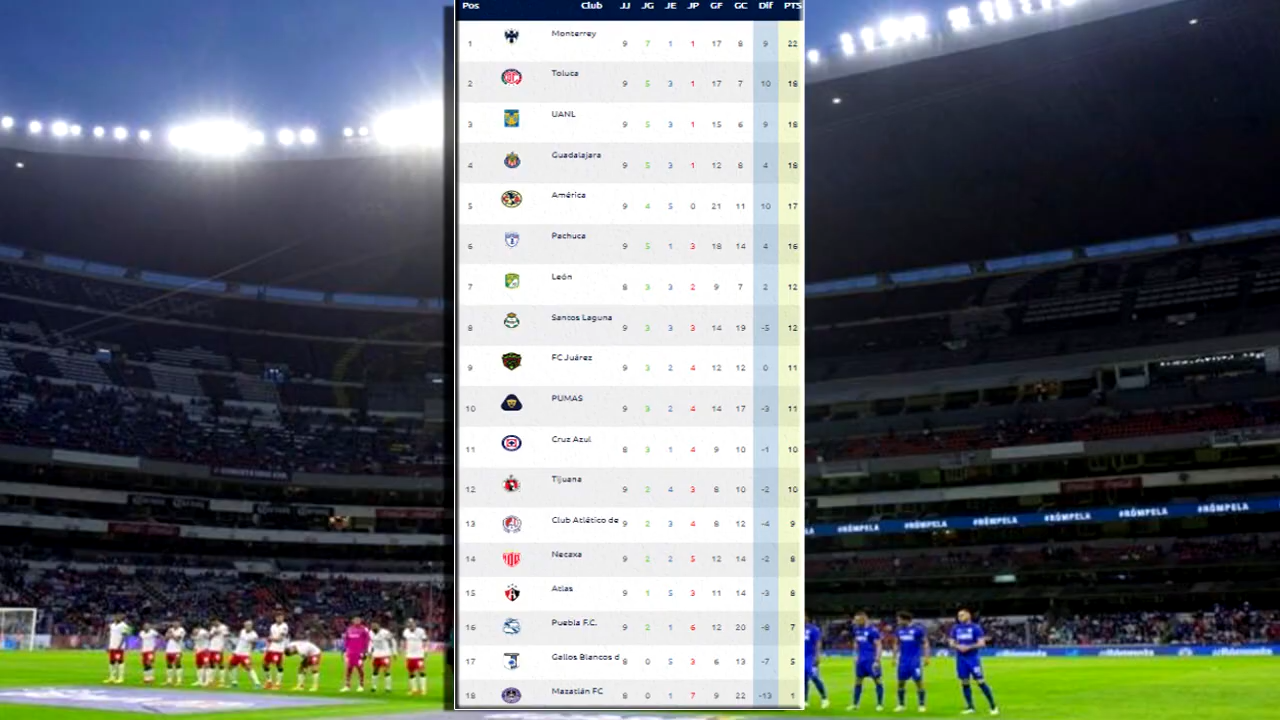 Pos Club JJ JG JE JP GF GC Dif PTS
1 Monterrey 9 7 1 1 17 8 9 22
2 Toluca 9 5 3 1 17 7 10 18
3 UANL 9 5 3 1 15 6 9 18
4 Guadalajara 9 5 3 1 12 8 4 18
5 América 9 4 5 0 21 11 10 17
6 Pachuca 9 5 1 3 18 14 4 16
7 León 8 3 3 2 9 7 2 12
8 Santos Laguna 9 3 3 3 14 19 -5 12
9 FC Juárez 9 3 2 4 12 12 0 11
10 PUMAS 9 3 2 4 14 17 -3 11
11 Cruz Azul 8 3 1 4 9 10 -1 10
12 Tijuana 9 2 4 3 8 10 -2 10
13 Club Atlético de 9 2 3 4 8 12 -4 9
14 Necaxa 9 2 2 5 12 14 -2 8
15 Atlas 9 1 5 3 11 14 -3 8
16 Puebla F.C. 9 2 1 6 12 20 -8 7
17 Gallos Blancos d 8 0 5 3 6 13 -7 5
18 Mazatlán FC 8 0 1 7 9 22 -13 1
#RÓMPELA #RÓMPELA #RÓMPELA #RÓMPELA #RÓMPELA